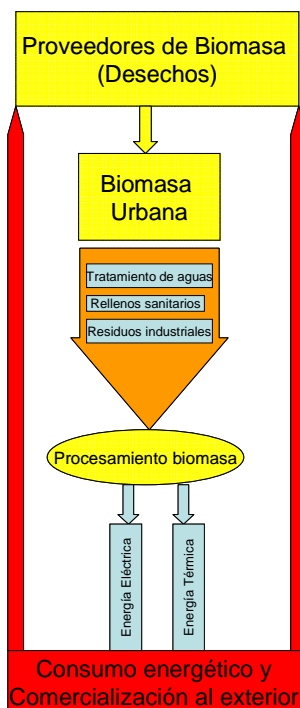 Proveedores de Biomasa
(Desechos)
Biomasa
Urbana
Tratamiento de aguas
Rellenos sanitarios
Residuos industriales
Procesamiento biomasa
Energía Eléctrica
Energía Térmica
Consumo energético y
Comercialización al exterior